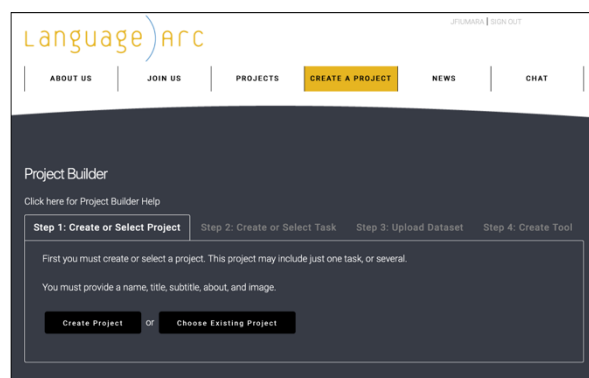 JFIUMARA | SIGN OUT
Language)Arc
ABOUT US
JOIN US
PROJECTS
CREATE A PROJECT
NEWS
CHAT
Project Builder
Click here for Project Builder Help
Step 1: Create or Select Project
Step 2: Create or Select Task
Step 3: Upload Dataset
Step 4: Create Tool
First you must create or select a project. This project may include just one task, or several.
You must provide a name, title, subtitle, about, and image.
Create Project or Choose Existing Project